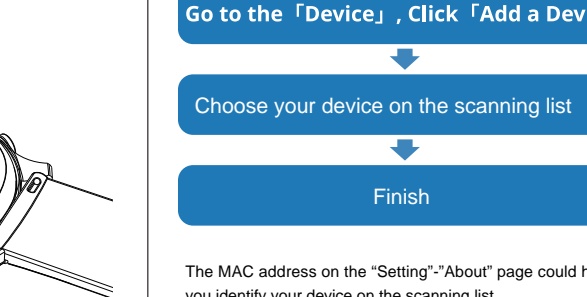 Go to the「Device」, Click「Add a Dev
Choose your device on the scanning list
Finish
The MAC address on the “Setting”-”About” page could h
you identify your device on the scanning list